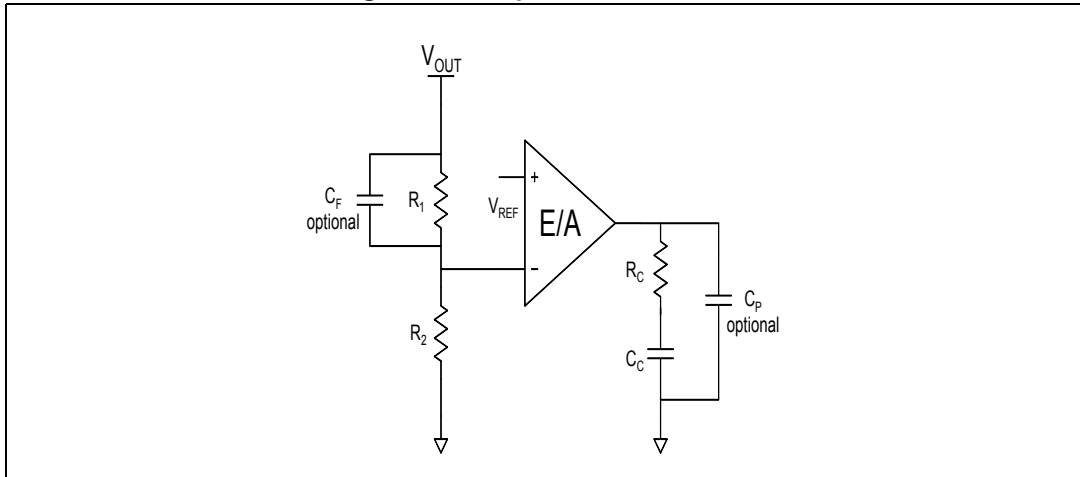 V_OUT
C_F
optional
R_1
V_REF
+
-
E/A
R_2
R_C
C_C
C_P
optional